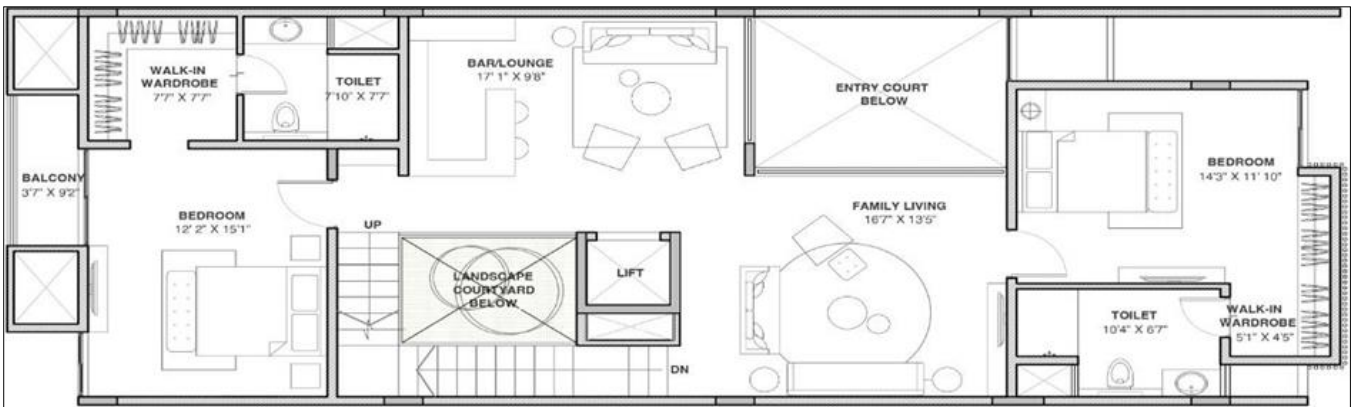 WALK-IN
WARDROBE
7'7" X 7'7"
TOILET
7'10" X 7'7"
BAR/LOUNGE
17' 1" X 9'8"
ENTRY COURT
BELOW
BEDROOM
14'3" X 11' 10"
BALCONY
3'7" X 9'2"
BEDROOM
12' 2" X 15'1"
UP
FAMILY LIVING
16'7" X 13'5"
LANDSCAPE
COURTYARD
BELOW
LIFT
TOILET
10'4" X 6'7"
WALK-IN
WARDROBE
5'1" X 4'5"
DN